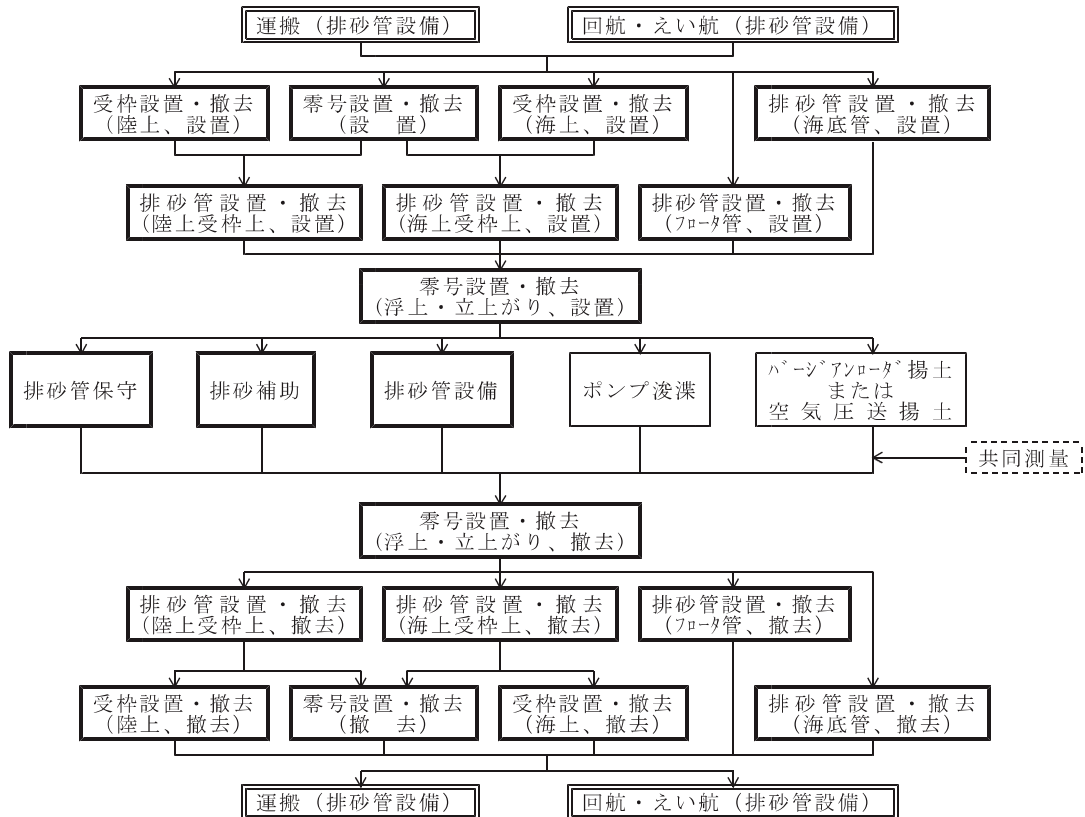 運搬（排砂管設備）
回航・えい航（排砂管設備）
受枠設置・撤去
（陸上、設置）
零号設置・撤去
（設　置）
受枠設置・撤去
（海上、設置）
排砂管設置・撤去
（海底管、設置）
排砂管設置・撤去
（陸上受枠上、設置）
排砂管設置・撤去
（海上受枠上、設置）
排砂管設置・撤去
（ﾌﾛｰﾀ管、設置）
零号設置・撤去
（浮上・立上がり、設置）
排砂管保守
排砂補助
排砂管設備
ポンプ浚渫
ﾊﾞｰｼﾞｱﾝﾛｰﾀﾞ揚土
または
空気圧送揚土
共同測量
零号設置・撤去
（浮上・立上がり、撤去）
排砂管設置・撤去
（陸上受枠上、撤去）
排砂管設置・撤去
（海上受枠上、撤去）
排砂管設置・撤去
（ﾌﾛｰﾀ管、撤去）
受枠設置・撤去
（陸上、撤去）
零号設置・撤去
（撤　去）
受枠設置・撤去
（海上、撤去）
排砂管設置・撤去
（海底管、撤去）
運搬（排砂管設備）
回航・えい航（排砂管設備）